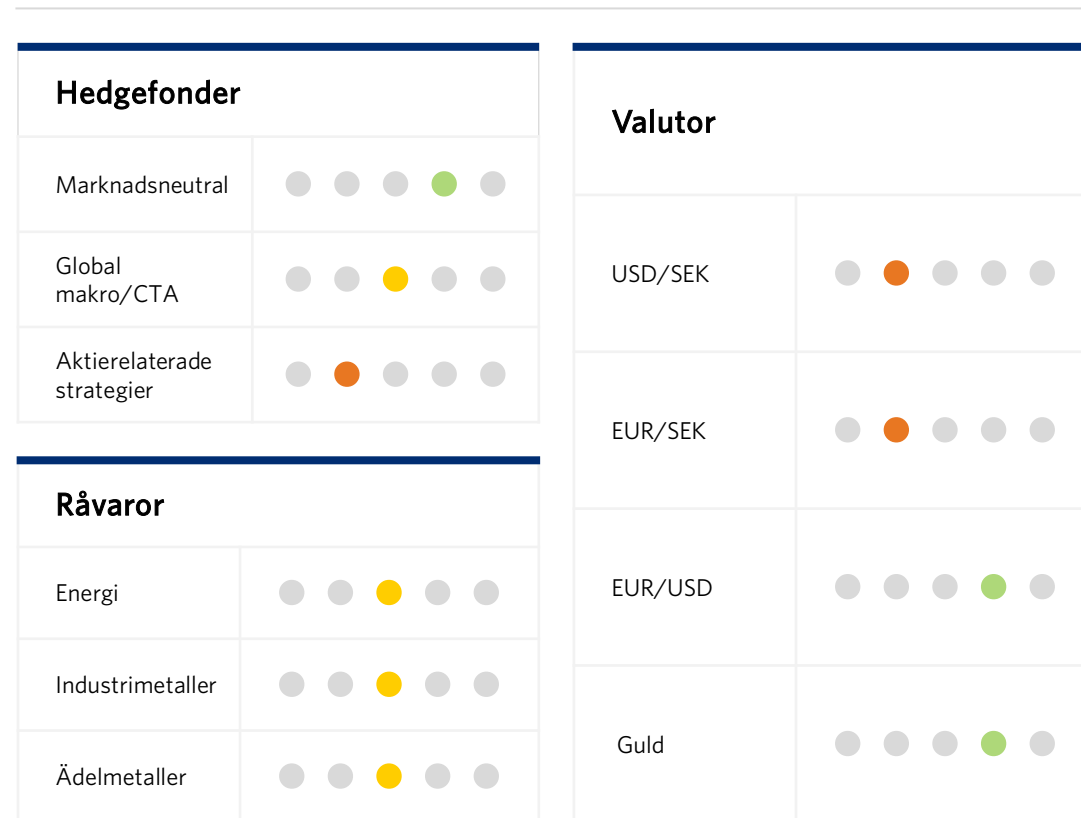 Hedgefonder
Marknadsneutral
Global
makro/CTA
Aktierelaterade
strategier
Råvaror
Energi
Industrimetaller
Ädelmetaller
Valutor
USD/SEK
EUR/SEK
EUR/USD
Guld